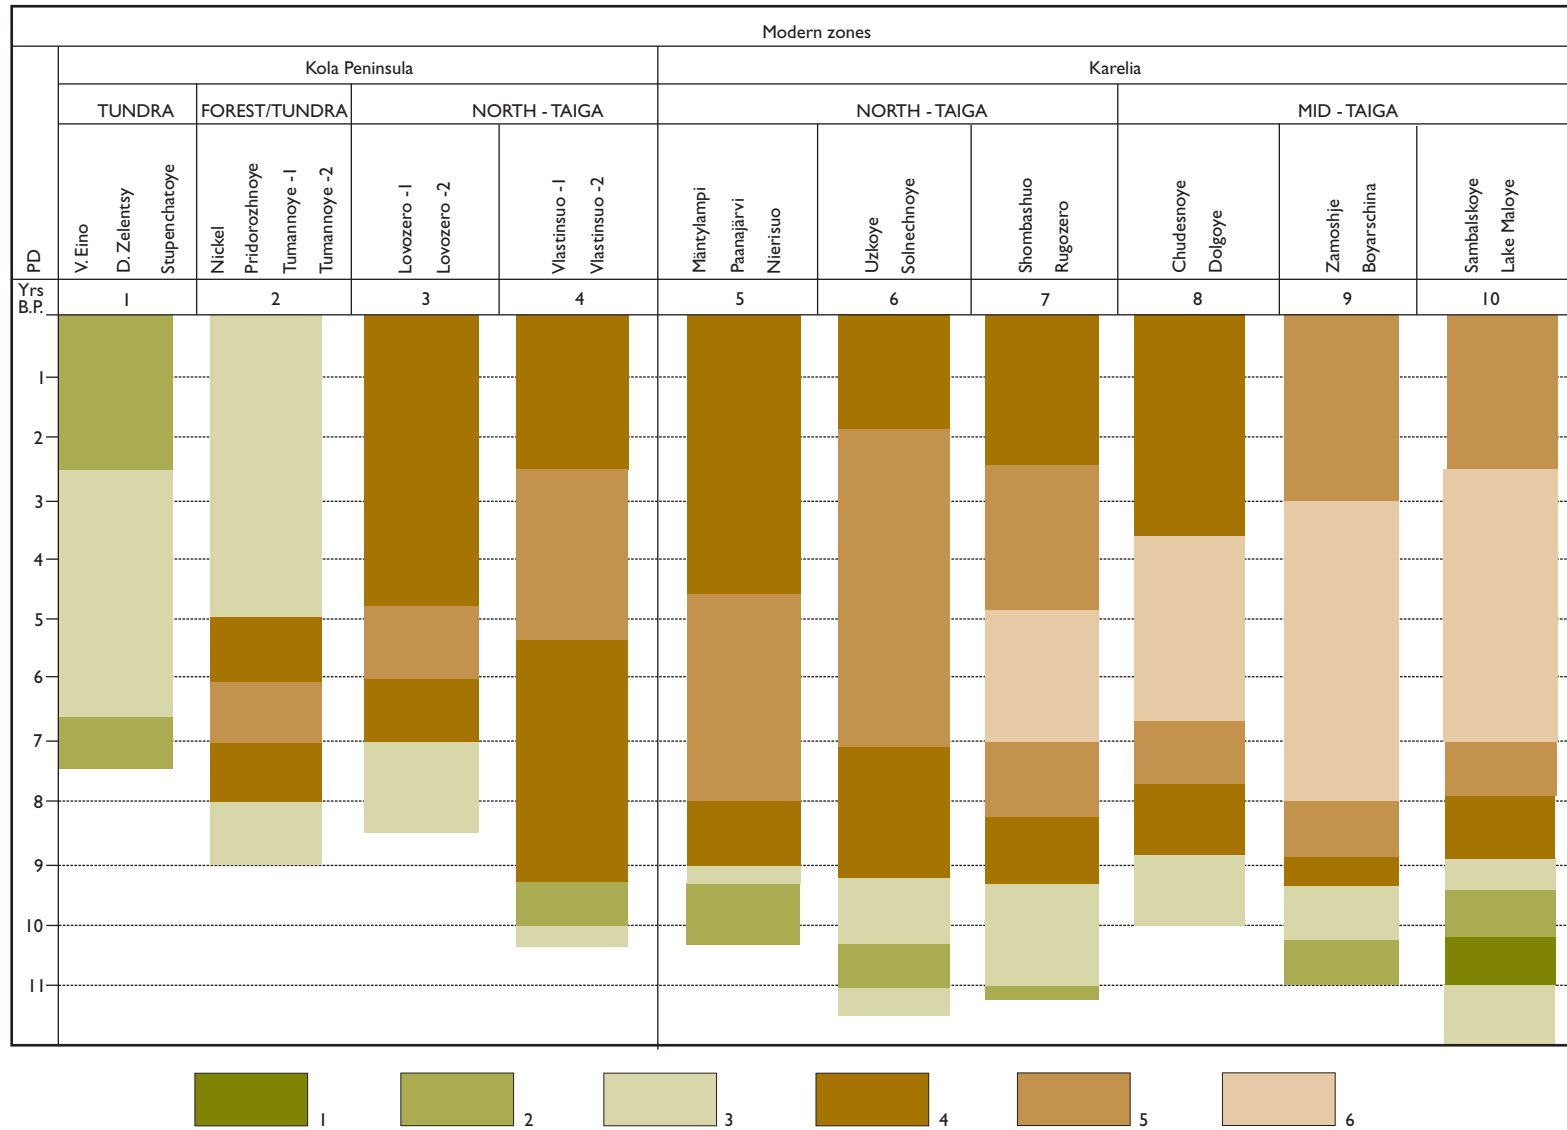 Modern zones
Kola Peninsula
Karelia
TUNDRA
FOREST/TUNDRA
NORTH - TAIGA
NORTH - TAIGA
MID - TAIGA
PD
V. Eino
D. Zelentsy
Stupenchatoye
Nickel
Pridorozhnoye
Tumannoye -1
Tumannoye -2
Lovozero -1
Lovozero -2
Vlastinsuo -1
Vlastinsuo -2
Mäntylampi
Paanajärvi
Nierisuo
Uzkoye
Solnechnoye
Shombashuo
Rugozero
Chudesnoye
Dolgoye
Zamoshje
Boyarschina
Sambalskoye
Lake Maloye
Yrs
B.P.
1
2
3
4
5
6
7
8
9
10
1
2
3
4
5
6
7
8
9
10
11
1
2
3
4
5
6